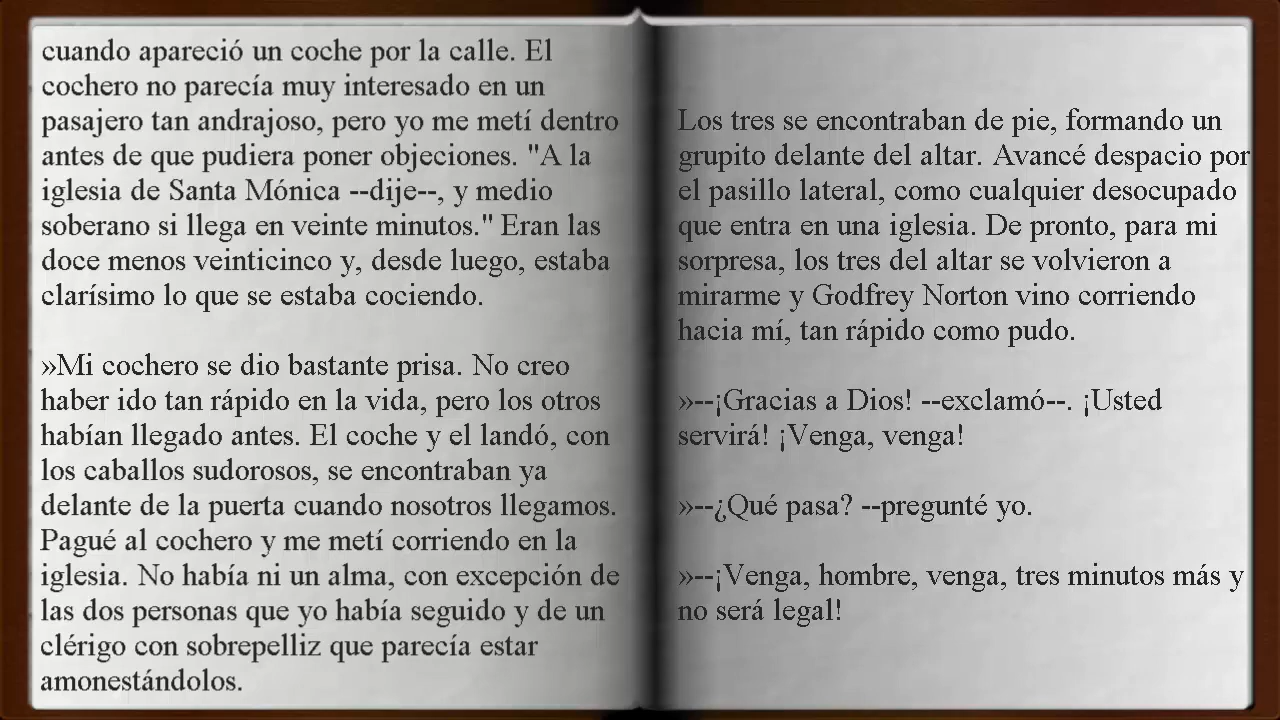 cuando apareció un coche por la calle. El
cochero no parecía muy interesado en un
pasajero tan andrajoso, pero yo me metí dentro
antes de que pudiera poner objeciones. "A la
iglesia de Santa Mónica --dije--, y medio
soberano si llega en veinte minutos." Eran las
doce menos veinticinco y, desde luego, estaba
clarísimo lo que se estaba cociendo.
»Mi cochero se dio bastante prisa. No creo
haber ido tan rápido en la vida, pero los otros
habían llegado antes. El coche y el landó, con
los caballos sudorosos, se encontraban ya
delante de la puerta cuando nosotros llegamos.
Pagué al cochero y me metí corriendo en la
iglesia. No había ni un alma, con excepción de
las dos personas que yo había seguido y de un
clérigo con sobrepelliz que parecía estar
amonestándolos.
Los tres se encontraban de pie, formando un
grupito delante del altar. Avancé despacio por
el pasillo lateral, como cualquier desocupado
que entra en una iglesia. De pronto, para mi
sorpresa, los tres del altar se volvieron a
mirarme y Godfrey Norton vino corriendo
hacia mí, tan rápido como pudo.
»--¡Gracias a Dios! --exclamó--. ¡Usted
servirá! ¡Venga, venga!
»--¿Qué pasa? --pregunté yo.
»--¡Venga, hombre, venga, tres minutos más y
no será legal!